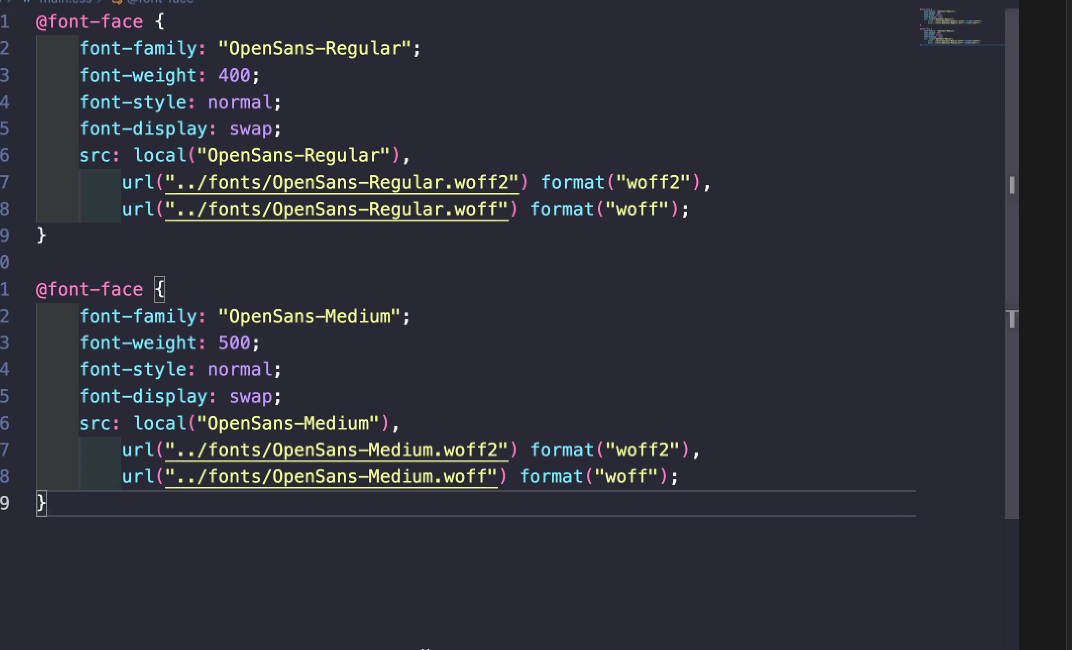 main.css > @font-face
1 @font-face {
2 font-family: "OpenSans-Regular";
3 font-weight: 400;
4 font-style: normal;
5 font-display: swap;
6 src: local("OpenSans-Regular"),
7 url("../fonts/OpenSans-Regular.woff2") format("woff2"),
8 url("../fonts/OpenSans-Regular.woff") format("woff");
9 }
0
1 @font-face {
2 font-family: "OpenSans-Medium";
3 font-weight: 500;
4 font-style: normal;
5 font-display: swap;
6 src: local("OpenSans-Medium"),
7 url("../fonts/OpenSans-Medium.woff2") format("woff2"),
8 url("../fonts/OpenSans-Medium.woff") format("woff");
9 }